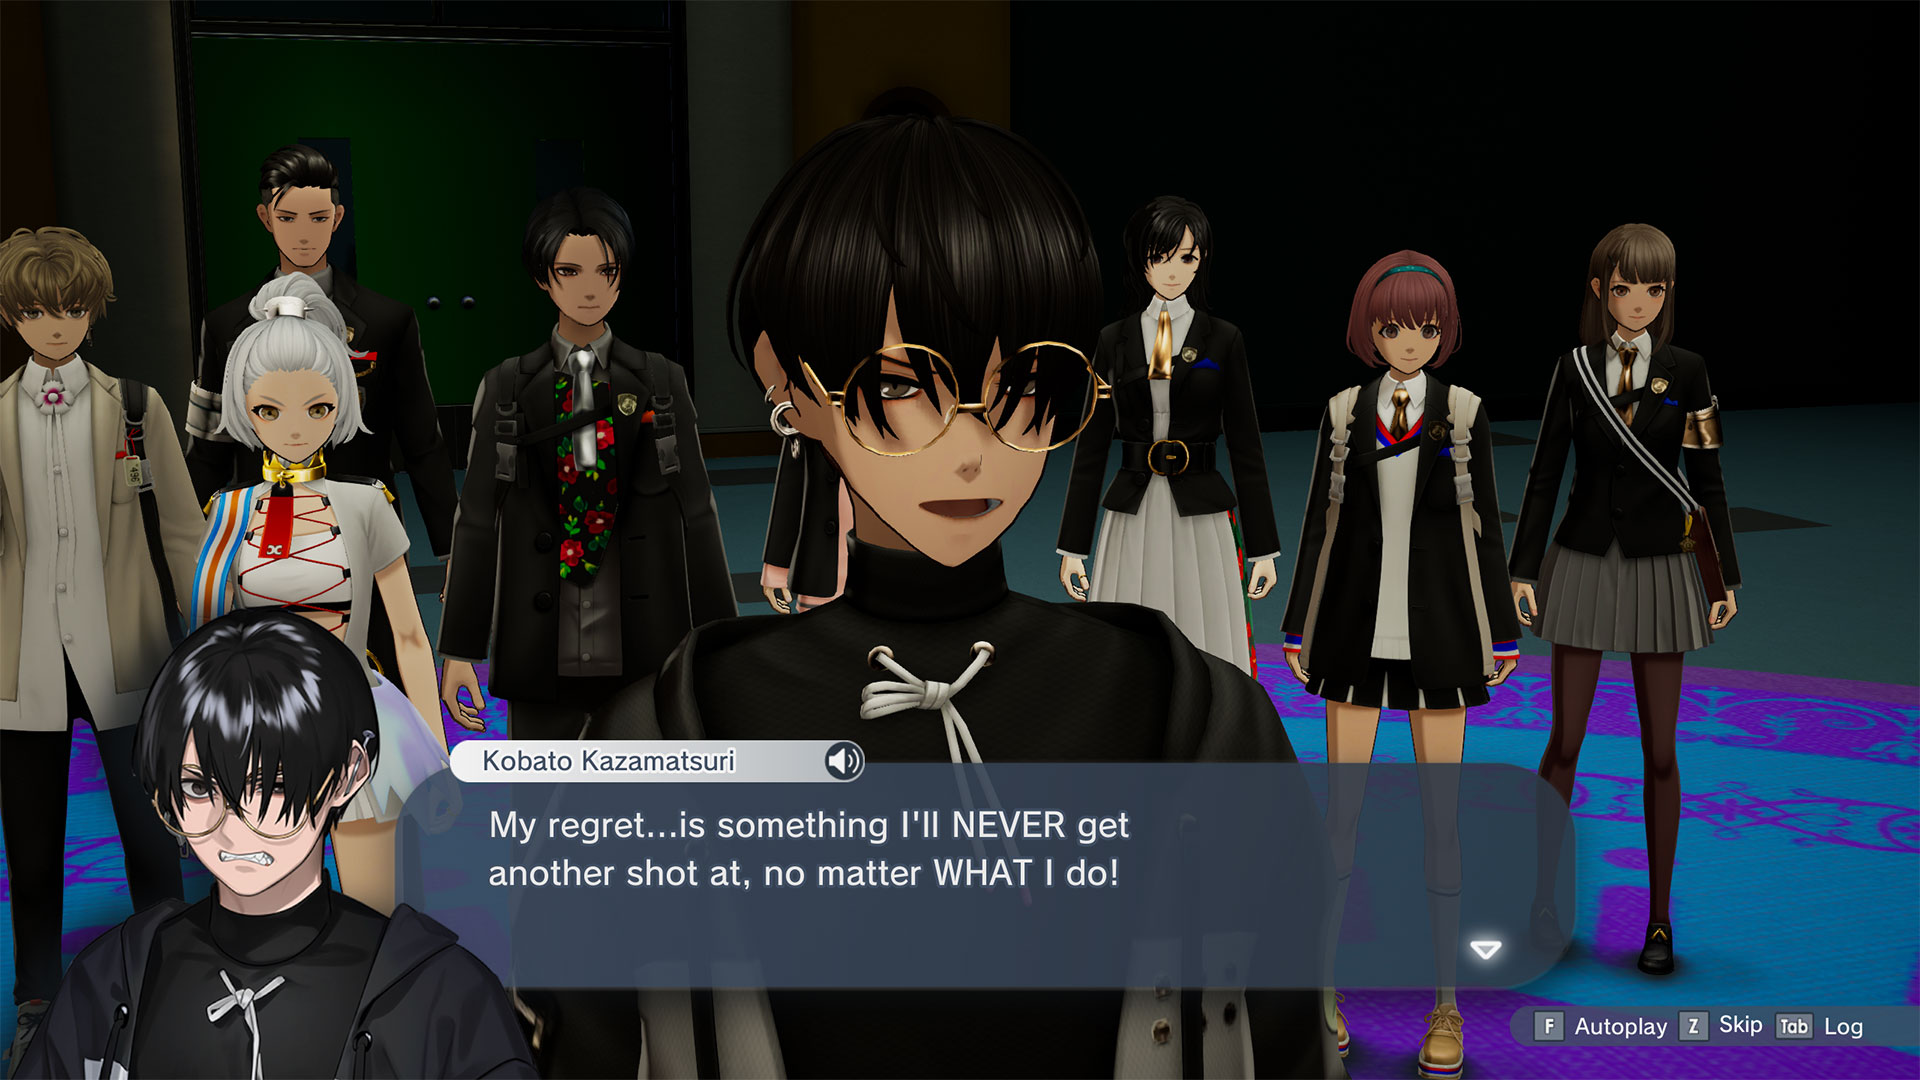 Kobato Kazamatsuri
My regret...is something I'll NEVER get
another shot at, no matter WHAT I do!
F Autoplay Z Skip Tab Log